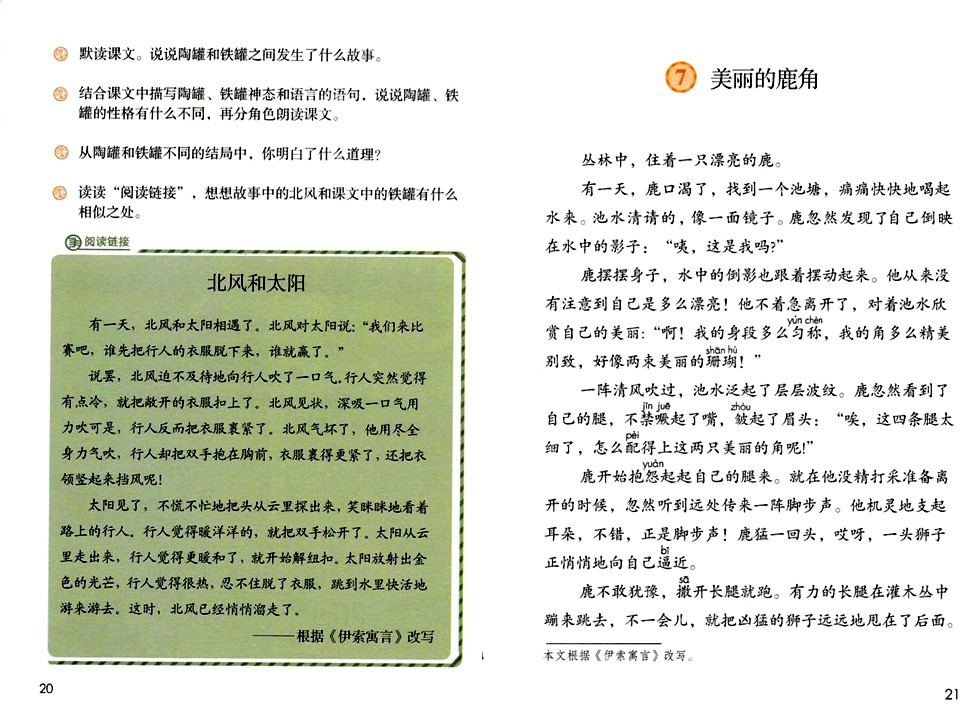 默读课文。说说陶罐和铁罐之间发生了什么故事。
结合课文中描写陶罐、铁罐神态和语言的语句，说说陶罐、铁
罐的性格有什么不同，再分角色朗读课文。
从陶罐和铁罐不同的结局中，你明白了什么道理？
读读“阅读链接”，想想故事中的北风和课文中的铁罐有什么
相似之处。
阅读链接
北风和太阳
有一天，北风和太阳相遇了。北风对太阳说：“我们来比
赛吧，谁先把行人的衣服脱下来，谁就赢了。”
说罢，北风迫不及待地向行人吹了一口气。行人突然觉得
有点冷，就把敞开的衣服扣上了。北风见状，深吸一口气用
力吹可是，行人反而把衣服裹紧了。北风气坏了，他用尽全
身力气吹，行人却把双手抱在胸前，衣服裹得更紧了，还把衣
领竖起来挡风呢！
太阳见了，不慌不忙地把头从云里探出来，笑眯眯地看着
路上的行人。行人觉得暖洋洋的，就把双手松开了。太阳从云
里走出来，行人觉得更暖和了，就开始解纽扣。太阳放射出金
色的光芒，行人觉得很热，忍不住脱了衣服，跳到水里快活地
游来游去。这时，北风已经悄悄溜走了。
——根据《伊索寓言》改写
20
7 美丽的鹿角
丛林中，住着一只漂亮的鹿。
有一天，鹿口渴了，找到一个池塘，痛痛快快地喝起
水来。池水清请的，像一面镜子。鹿忽然发现了自己倒映
在水中的影子：“咦，这是我吗？”
鹿摆摆身子，水中的倒影也跟着摆动起来。他从来没
有注意到自己是多么漂亮！他不着急离开了，对着池水欣
yún chèn
赏自己的美丽：“啊！我的身段多么匀称，我的角多么精美
shān hú
别致，好像两束美丽的珊瑚！”
一阵清风吹过，池水泛起了层层波纹。鹿忽然看到了
jīn juē zhòu
自己的腿，不禁噘起了嘴，皱起了眉头：“唉，这四条腿太
pèi
细了，怎么配得上这两只美丽的角呢！”
yuàn
鹿开始抱怨起起自己的腿来。就在他没精打采准备离
开的时候，忽然听到远处传来一阵脚步声。他机灵地支起
耳朵，不错，正是脚步声！鹿猛一回头，哎呀，一头狮子
bī
正悄悄地向自己逼近。
sā
鹿不敢犹豫，撒开长腿就跑。有力的长腿在灌木丛中
蹦来跳去，不一会儿，就把凶猛的狮子远远地甩在了后面。
本文根据《伊索寓言》改写。
21